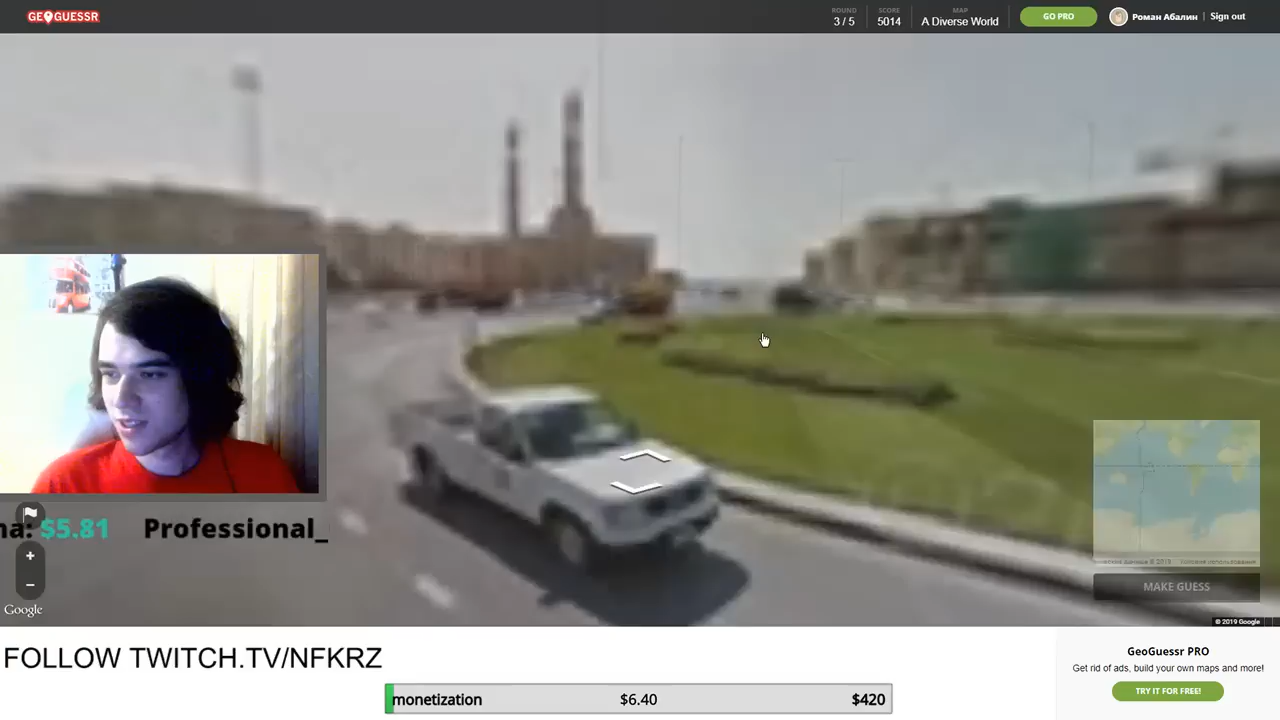 GEOGUESSR
ROUND
3 / 5
SCORE
5014
MAP
A Diverse World
GO PRO
Роман Абалин
Sign out
na: $5.81 Professional_
+
−
Google
MAKE GUESS
© 2019 Google
FOLLOW TWITCH.TV/NFKRZ
monetization $6.40 $420
GeoGuessr PRO
Get rid of ads, build your own maps and more!
TRY IT FOR FREE!